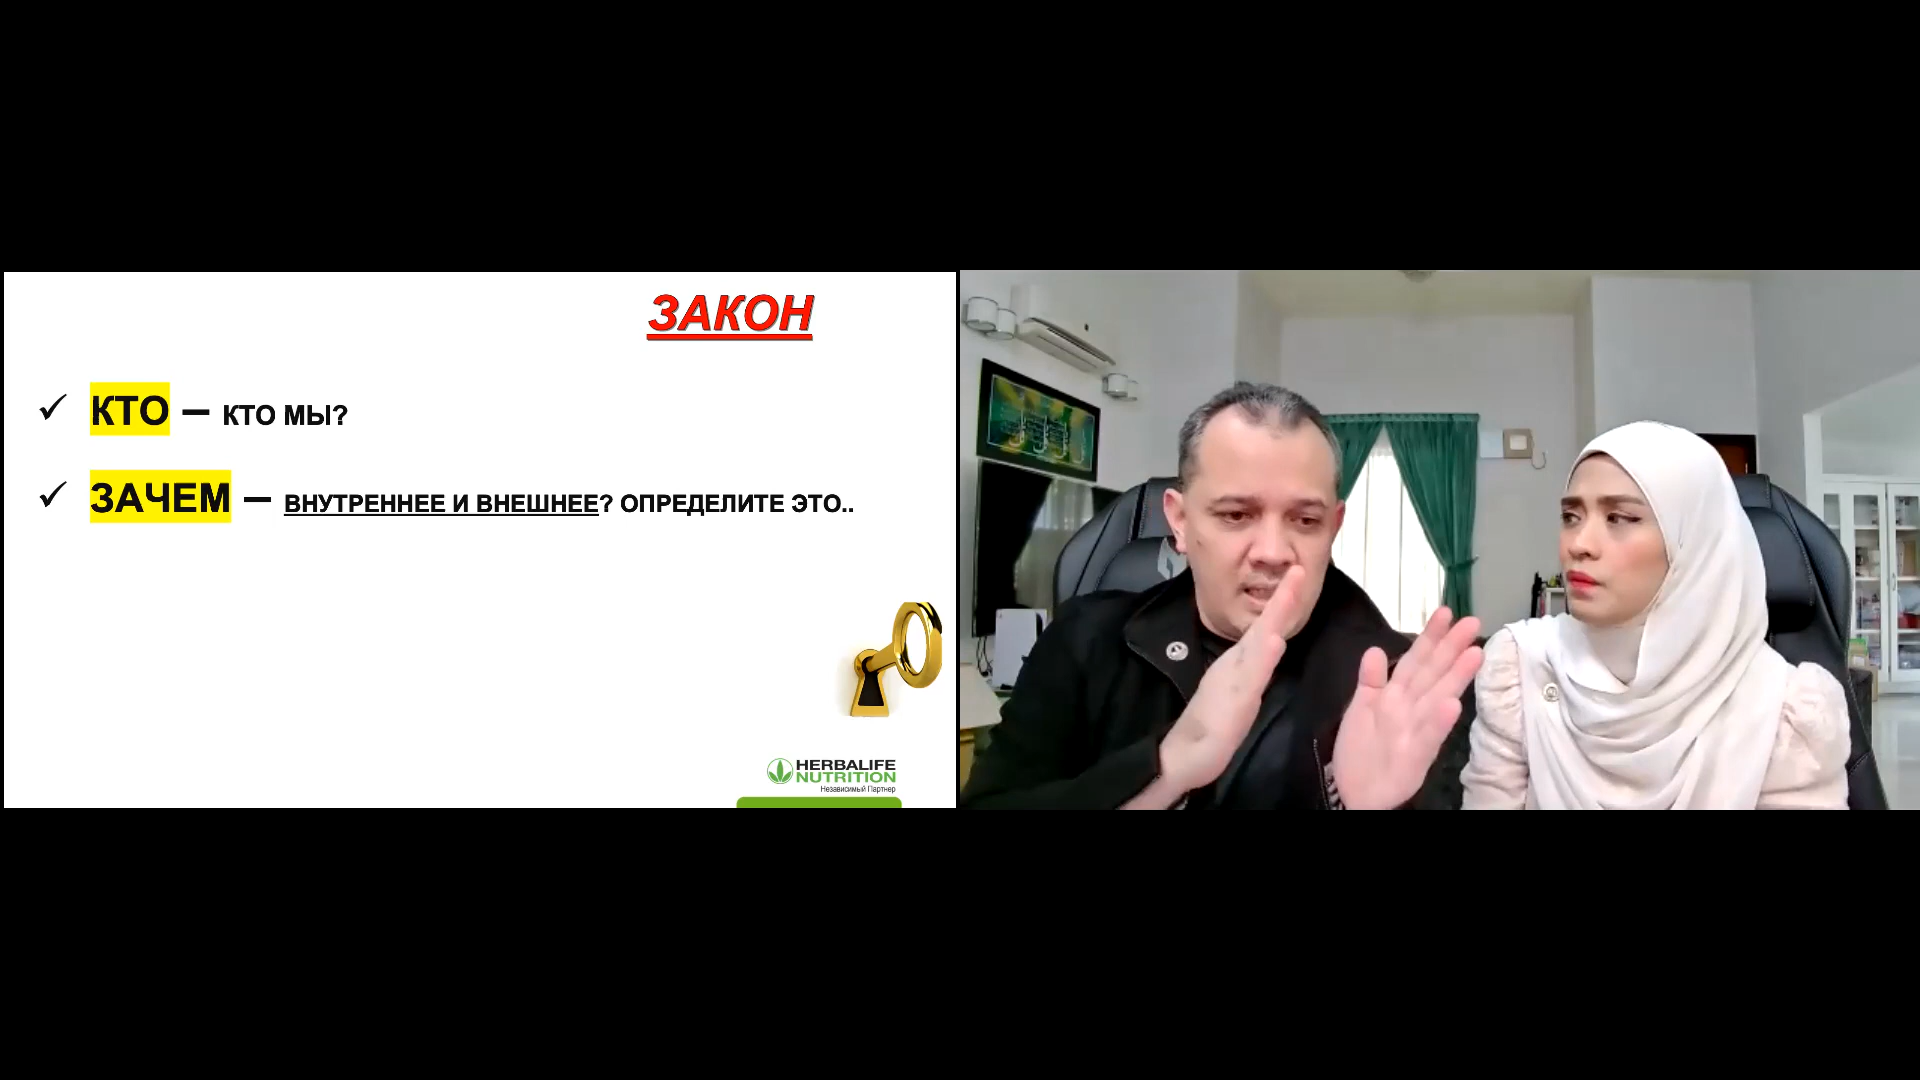 ЗАКОН
✓ КТО – КТО МЫ?
✓ ЗАЧЕМ – ВНУТРЕННЕЕ И ВНЕШНЕЕ? ОПРЕДЕЛИТЕ ЭТО..
HERBALIFE
NUTRITION
Независимый Партнер